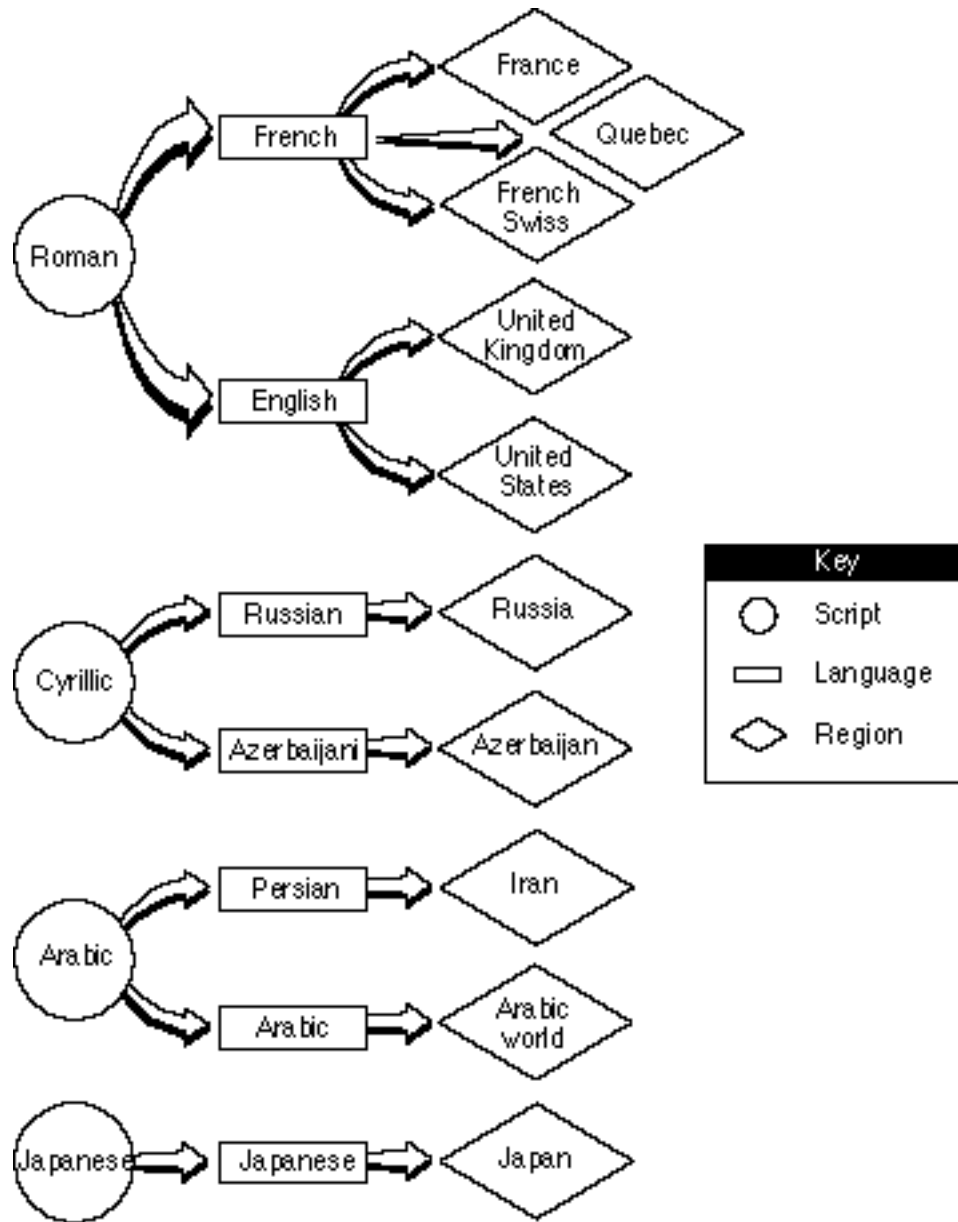 France
French
Quebec
French
Swiss
Roman
United
Kingdom
English
United
States
Key
Script
Language
Region
Russian
Russia
Cyrillic
Azerbaijani
Azerbaijan
Persian
Iran
Arabic
Arabic
Arabic
world
Japanese
Japanese
Japan